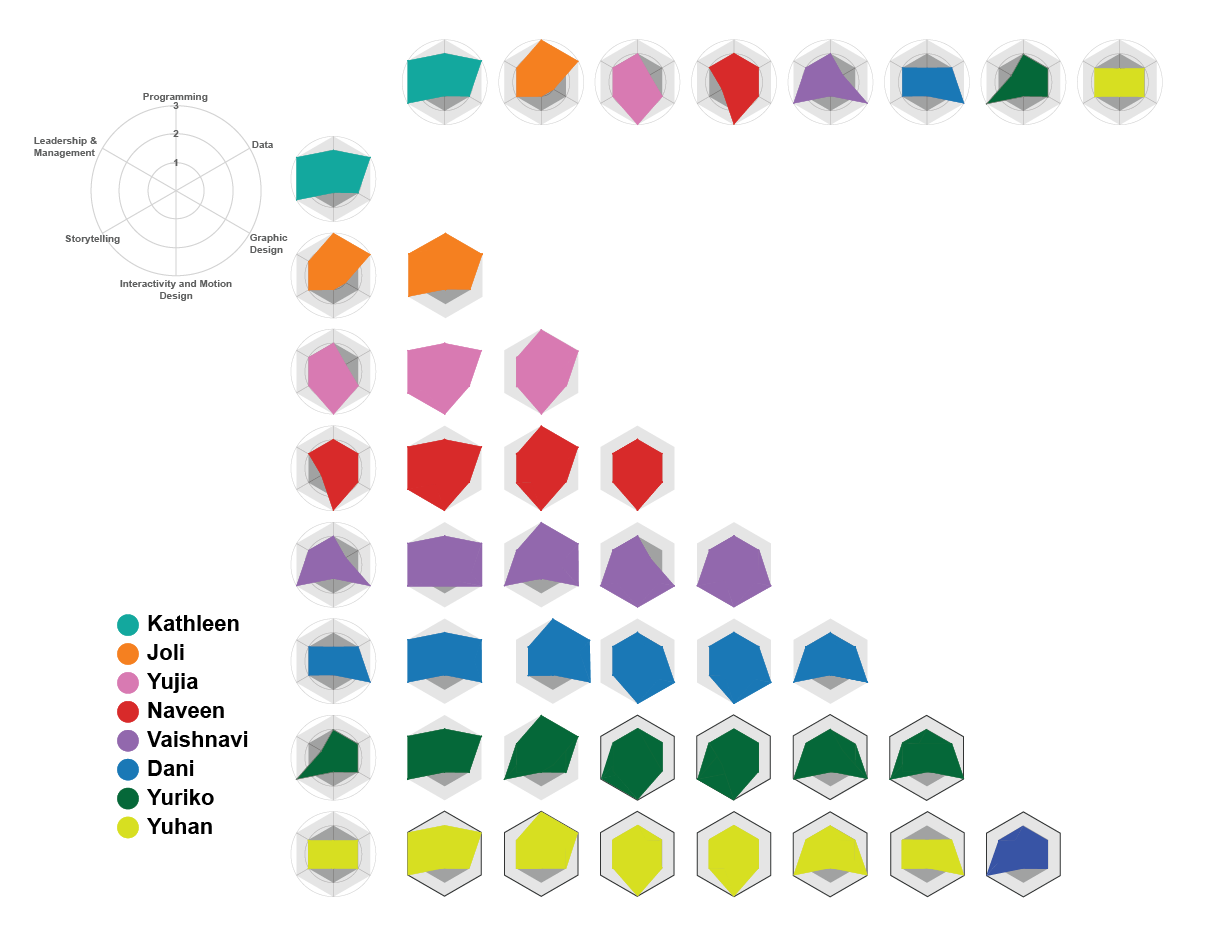 Programming
3
Leadership &
Management
Data
2
1
Storytelling
Graphic
Design
Interactivity and Motion
Design
Kathleen
Joli
Yujia
Naveen
Vaishnavi
Dani
Yuriko
Yuhan